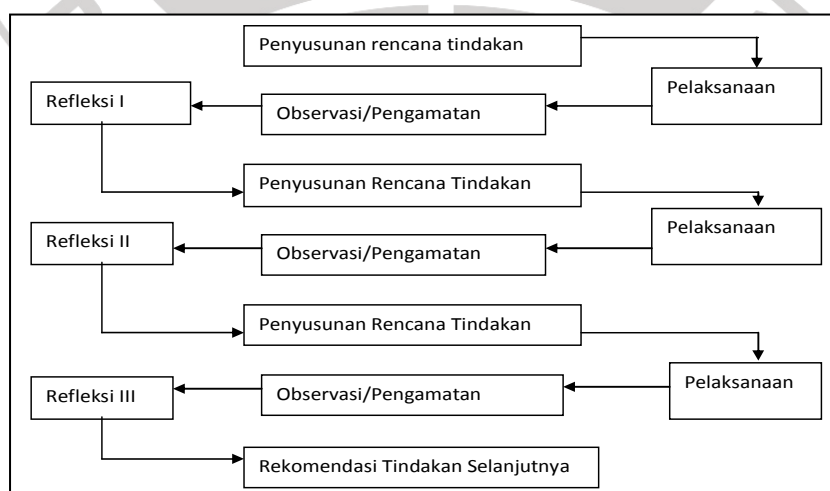 Penyusunan rencana tindakan
Pelaksanaan
Observasi/Pengamatan
Refleksi I
Penyusunan Rencana Tindakan
Pelaksanaan
Observasi/Pengamatan
Refleksi II
Penyusunan Rencana Tindakan
Pelaksanaan
Observasi/Pengamatan
Refleksi III
Rekomendasi Tindakan Selanjutnya